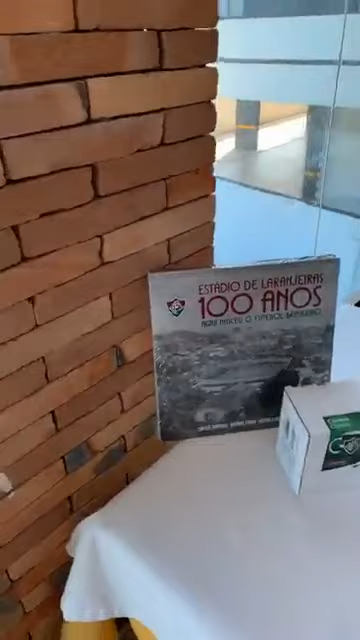 ESTÁDIO DE LARANJEIRAS
100 ANOS
AQUI NASCEU O FUTEBOL BRASILEIRO